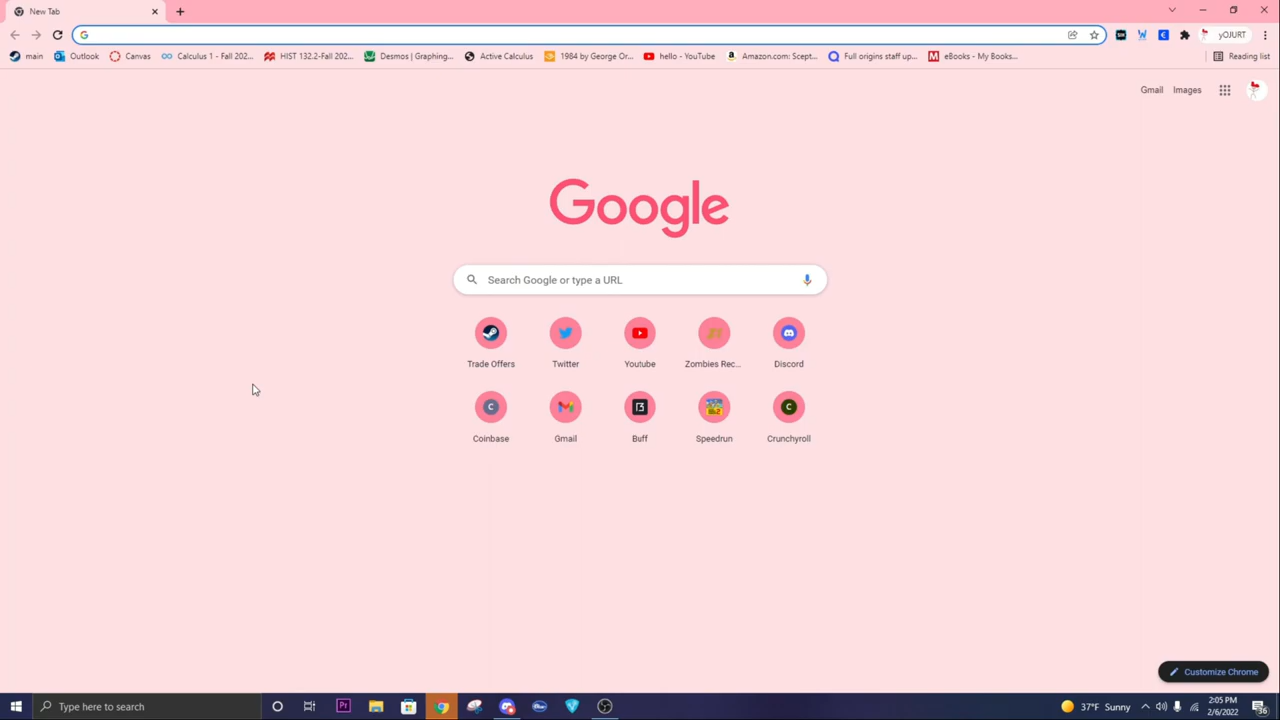 New Tab
main
Outlook
Canvas
Calculus 1 - Fall 202...
HIST 132.2-Fall 202...
Desmos | Graphing...
Active Calculus
1984 by George Or...
hello - YouTube
Amazon.com: Scept...
Full origins staff up...
eBooks - My Books...
Reading list
yOJURT
Gmail
Images
Google
Search Google or type a URL
Trade Offers
Twitter
Youtube
Zombies Rec...
Discord
Coinbase
Gmail
Buff
Speedrun
Crunchyroll
Customize Chrome
Type here to search
37°F Sunny
2:05 PM
2/6/2022
36